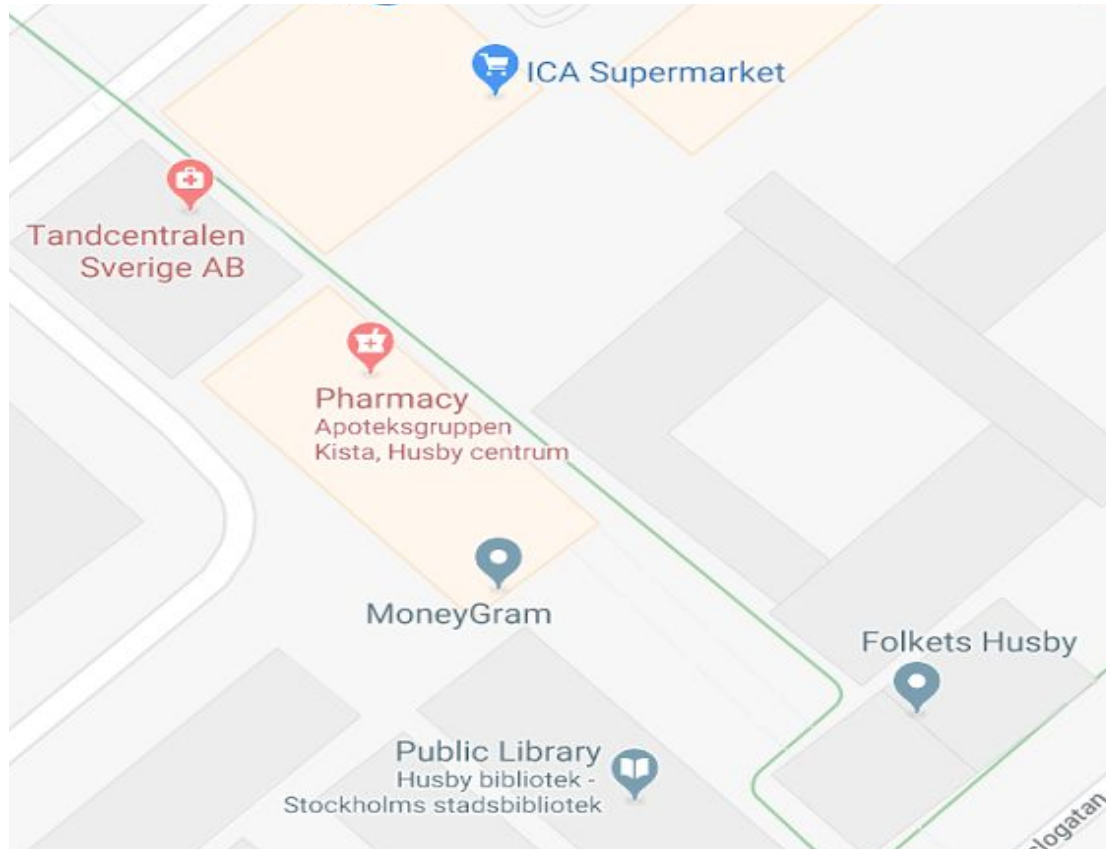 ICA Supermarket
Tandcentralen
Sverige AB
Pharmacy
Apoteksgruppen
Kista, Husby centrum
MoneyGram
Folkets Husby
Public Library
Husby bibliotek -
Stockholms stadsbibliotek
slogatan